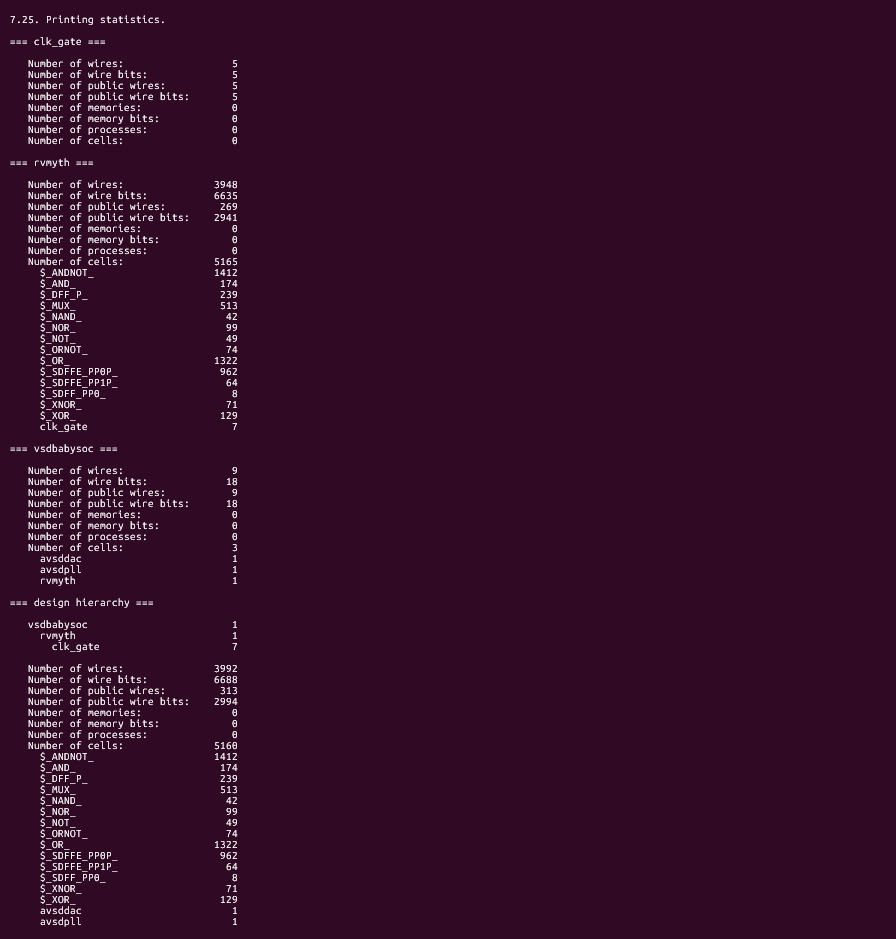 7.25. Printing statistics.
=== clk_gate ===
Number of wires: 5
Number of wire bits: 5
Number of public wires: 5
Number of public wire bits: 5
Number of memories: 0
Number of memory bits: 0
Number of processes: 0
Number of cells: 0
=== rvmyth ===
Number of wires: 3948
Number of wire bits: 6635
Number of public wires: 269
Number of public wire bits: 2941
Number of memories: 0
Number of memory bits: 0
Number of processes: 0
Number of cells: 5165
$_ANDNOT_ 1412
$_AND_ 174
$_DFF_P_ 239
$_MUX_ 513
$_NAND_ 42
$_NOR_ 99
$_NOT_ 49
$_ORNOT_ 74
$_OR_ 1322
$_SDFFE_PP0P_ 962
$_SDFFE_PP1P_ 64
$_SDFF_PP0_ 8
$_XNOR_ 71
$_XOR_ 129
clk_gate 7
=== vsdbabysoc ===
Number of wires: 9
Number of wire bits: 18
Number of public wires: 9
Number of public wire bits: 18
Number of memories: 0
Number of memory bits: 0
Number of processes: 0
Number of cells: 3
avsddac 1
avsdpll 1
rvmyth 1
=== design hierarchy ===
vsdbabysoc 1
rvmyth 1
clk_gate 7
Number of wires: 3992
Number of wire bits: 6688
Number of public wires: 313
Number of public wire bits: 2994
Number of memories: 0
Number of memory bits: 0
Number of processes: 0
Number of cells: 5160
$_ANDNOT_ 1412
$_AND_ 174
$_DFF_P_ 239
$_MUX_ 513
$_NAND_ 42
$_NOR_ 99
$_NOT_ 49
$_ORNOT_ 74
$_OR_ 1322
$_SDFFE_PP0P_ 962
$_SDFFE_PP1P_ 64
$_SDFF_PP0_ 8
$_XNOR_ 71
$_XOR_ 129
avsddac 1
avsdpll 1